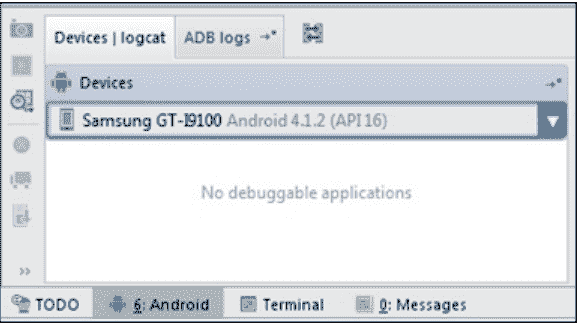 Devices | logcat ADB logs
Devices
Samsung GT-I9100 Android 4.1.2 (API 16)
No debuggable applications
TODO 6: Android Terminal 0: Messages